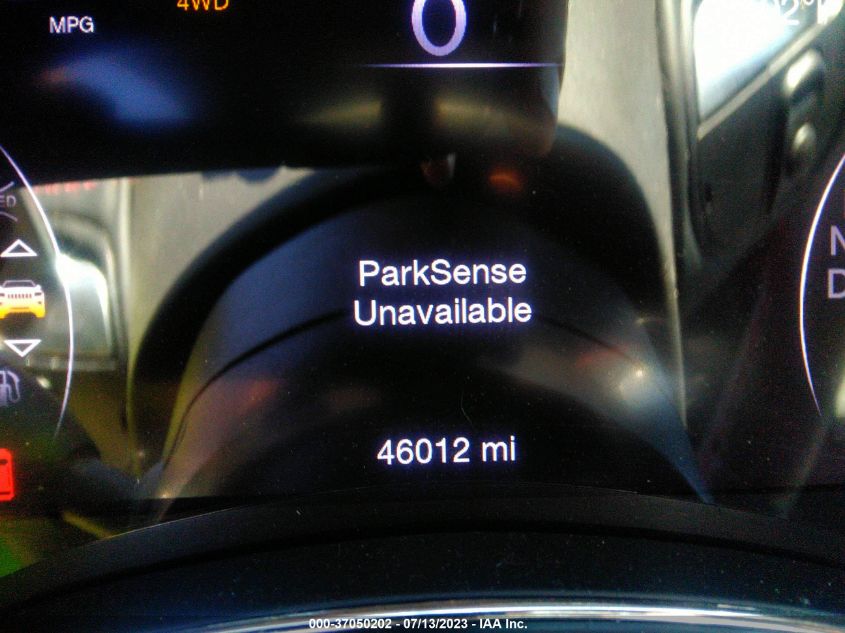 MPG
4WD
0
ParkSense
Unavailable
46012 mi
000-37050202 - 07/13/2023 - IAA Inc.